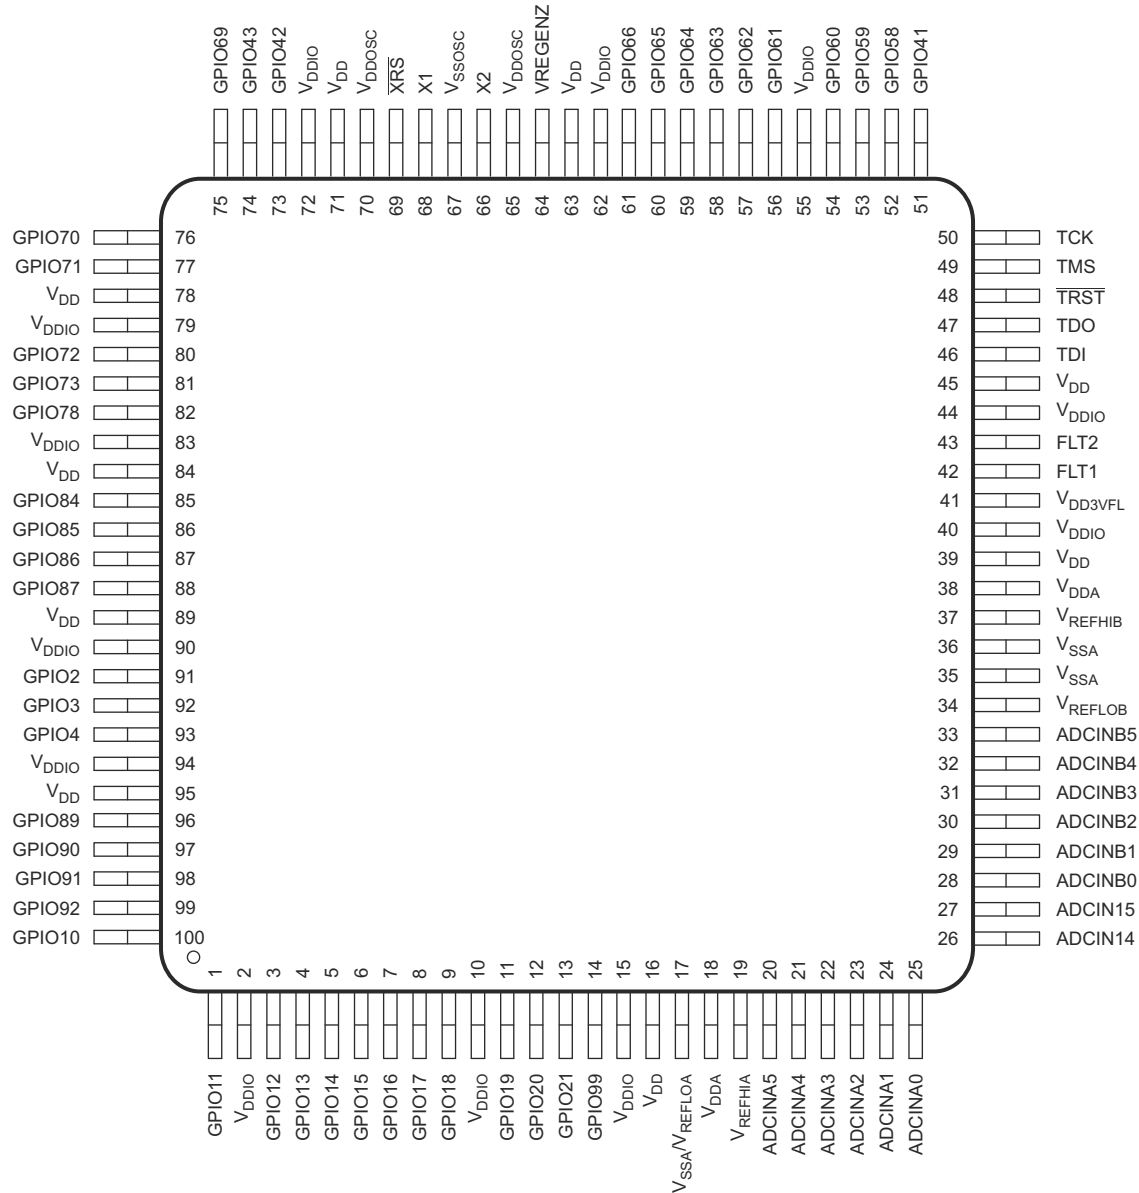 GPIO69 GPIO43 GPIO42 VDDIO VDD VDDOSC XRS X1 VSSOSC X2 VDDOSC VREGENZ VDD VDDIO GPIO66 GPIO65 GPIO64 GPIO63 GPIO62 GPIO61 VDDIO GPIO60 GPIO59 GPIO58 GPIO41
75 74 73 72 71 70 69 68 67 66 65 64 63 62 61 60 59 58 57 56 55 54 53 52 51
GPIO70 76 50 TCK
GPIO71 77 49 TMS
VDD 78 48 TRST
VDDIO 79 47 TDO
GPIO72 80 46 TDI
GPIO73 81 45 VDD
GPIO78 82 44 VDDIO
VDDIO 83 43 FLT2
VDD 84 42 FLT1
GPIO84 85 41 VDD3VFL
GPIO85 86 40 VDDIO
GPIO86 87 39 VDD
GPIO87 88 38 VDDA
VDD 89 37 VREFHIB
VDDIO 90 36 VSSA
GPIO2 91 35 VSSA
GPIO3 92 34 VREFLOB
GPIO4 93 33 ADCINB5
VDDIO 94 32 ADCINB4
VDD 95 31 ADCINB3
GPIO89 96 30 ADCINB2
GPIO90 97 29 ADCINB1
GPIO91 98 28 ADCINB0
GPIO92 99 27 ADCIN15
GPIO10 100 26 ADCIN14
1 2 3 4 5 6 7 8 9 10 11 12 13 14 15 16 17 18 19 20 21 22 23 24 25
GPIO11 VDDIO GPIO12 GPIO13 GPIO14 GPIO15 GPIO16 GPIO17 GPIO18 VDDIO GPIO19 GPIO20 GPIO21 GPIO99 VDDIO VDD VSSA/VREFLOA VDDA VREFHIA ADCINA5 ADCINA4 ADCINA3 ADCINA2 ADCINA1 ADCINA0